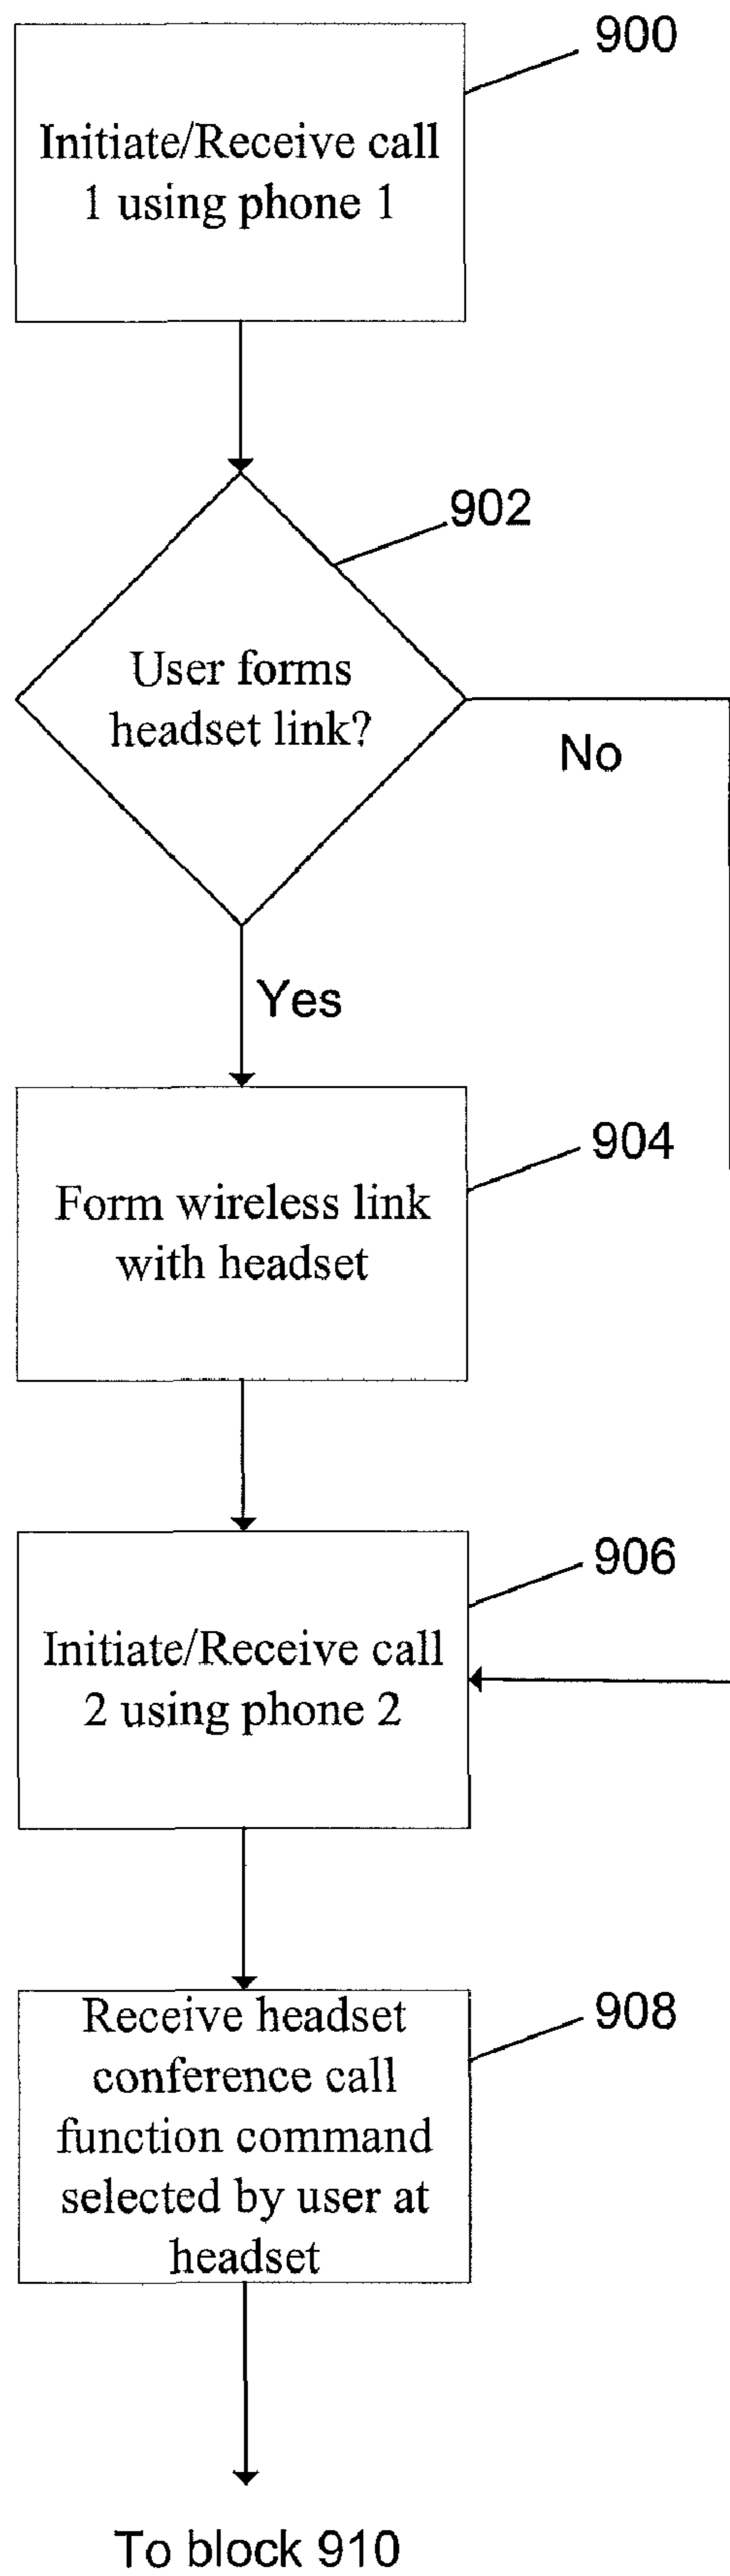 900
Initiate/Receive call
1 using phone 1
902
User forms
headset link?
No
Yes
904
Form wireless link
with headset
906
Initiate/Receive call
2 using phone 2
908
Receive headset
conference call
function command
selected by user at
headset
To block 910